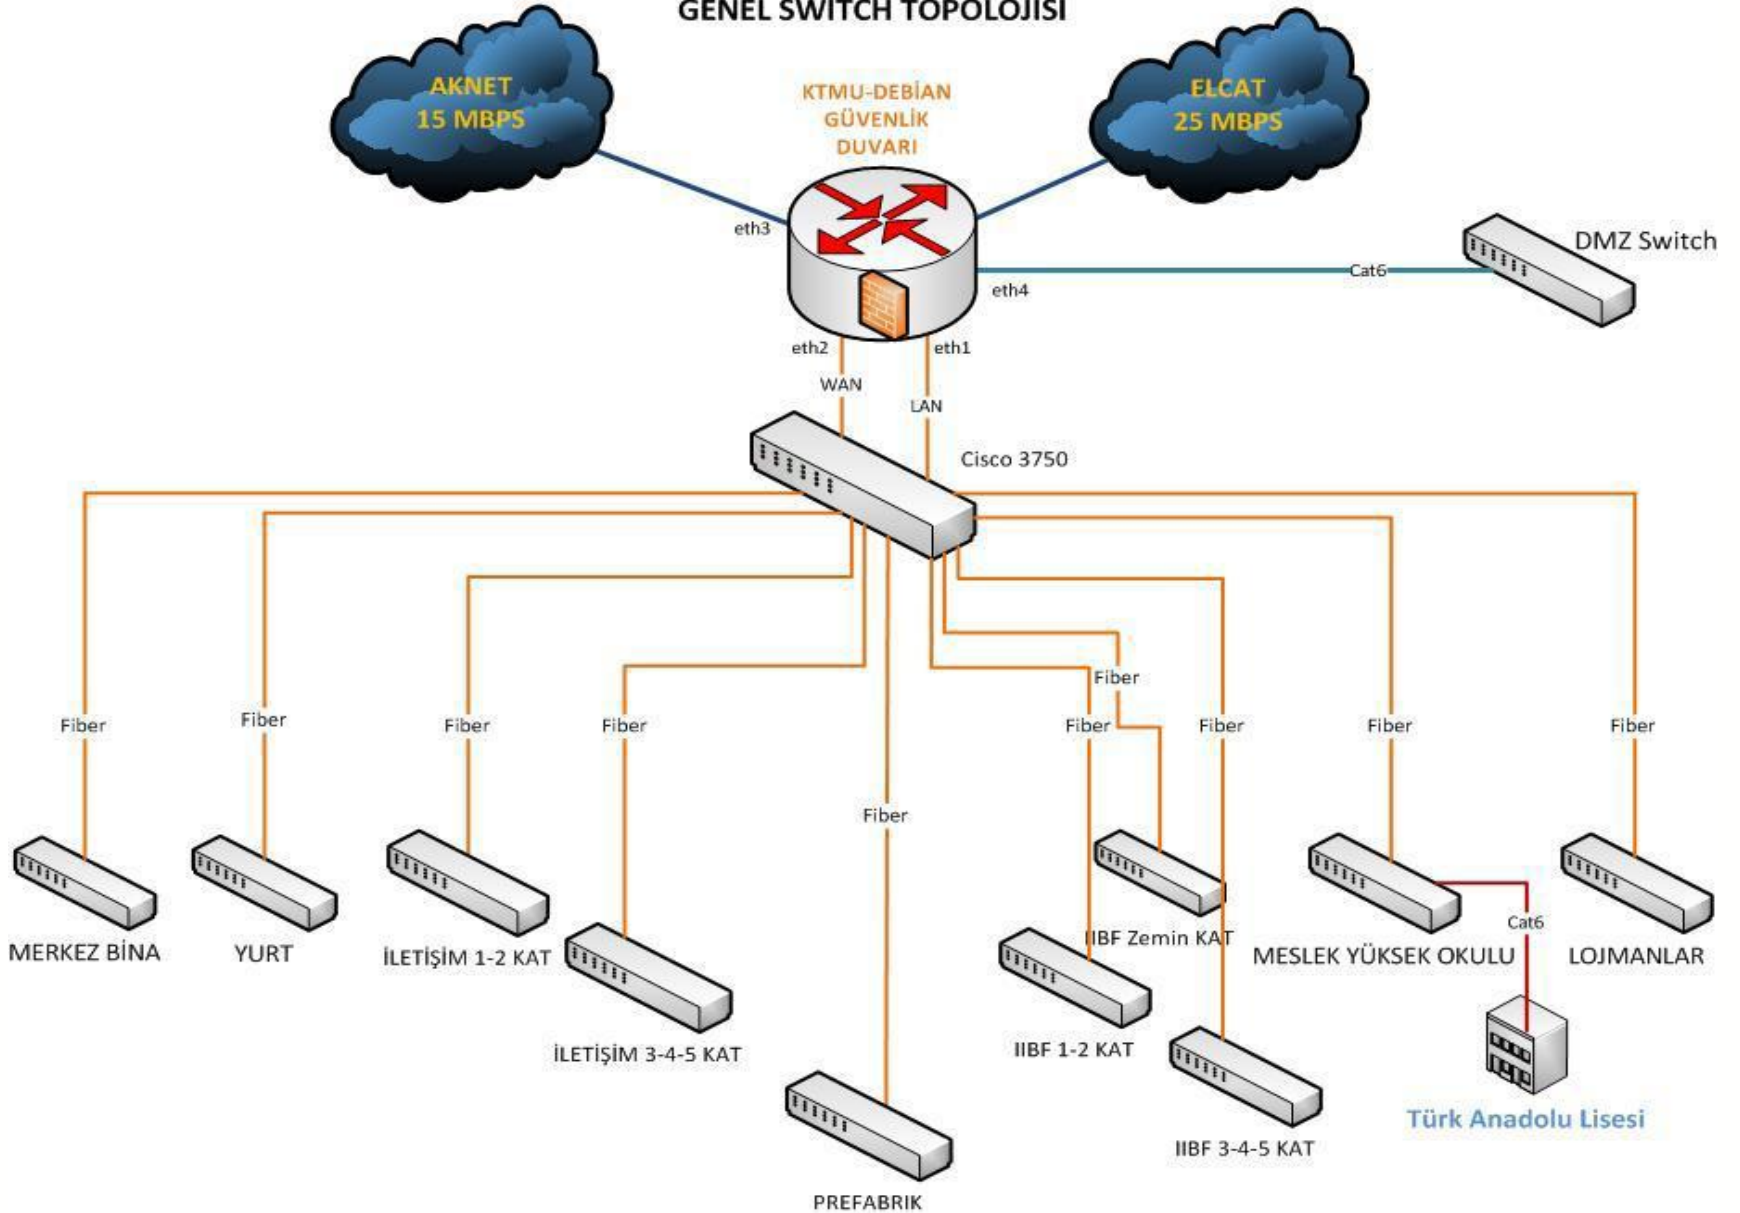 GENEL SWITCH TOPOLOJİSİ
AKNET
15 MBPS
KTMU-DEBİAN
GÜVENLİK
DUVARI
ELCAT
25 MBPS
eth3
DMZ Switch
Cat6
eth4
eth2
eth1
WAN
LAN
Cisco 3750
Fiber
Fiber
Fiber
Fiber
Fiber
Fiber
Fiber
Fiber
Fiber
Fiber
MERKEZ BİNA
YURT
İLETİŞİM 1-2 KAT
İLETİŞİM 3-4-5 KAT
PREFABRIK
IIBF Zemin KAT
IIBF 1-2 KAT
IIBF 3-4-5 KAT
MESLEK YÜKSEK OKULU
Cat6
LOJMANLAR
Türk Anadolu Lisesi